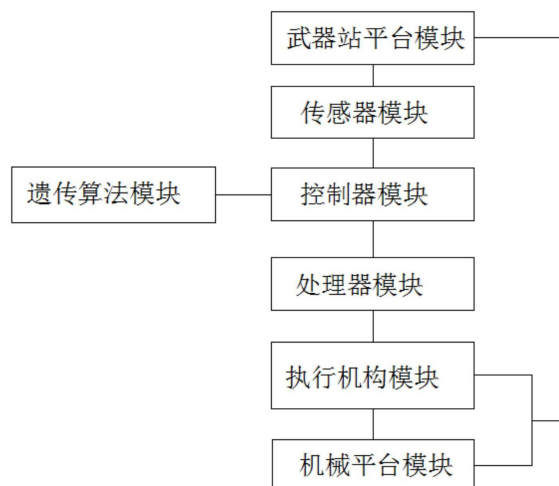 武器站平台模块
传感器模块
遗传算法模块
控制器模块
处理器模块
执行机构模块
机械平台模块